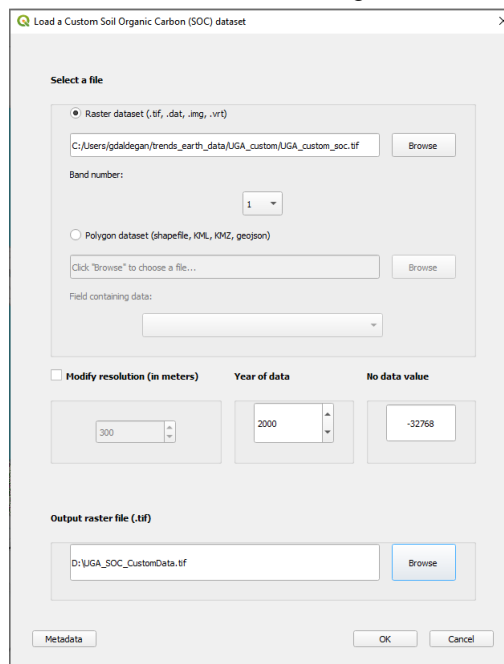 Load a Custom Soil Organic Carbon (SOC) dataset
Select a file
Raster dataset (.tif, .dat, .img, .vrt)
C:/Users/gdaldegan/trends_earth_data/UGA_custom/UGA_custom_soc.tif Browse
Band number:
1
Polygon dataset (shapefile, KML, KMZ, geojson)
Click "Browse" to choose a file... Browse
Field containing data:
Modify resolution (in meters) Year of data No data value
300 2000 -32768
Output raster file (.tif)
D:\UGA_SOC_CustomData.tif Browse
Metadata OK Cancel